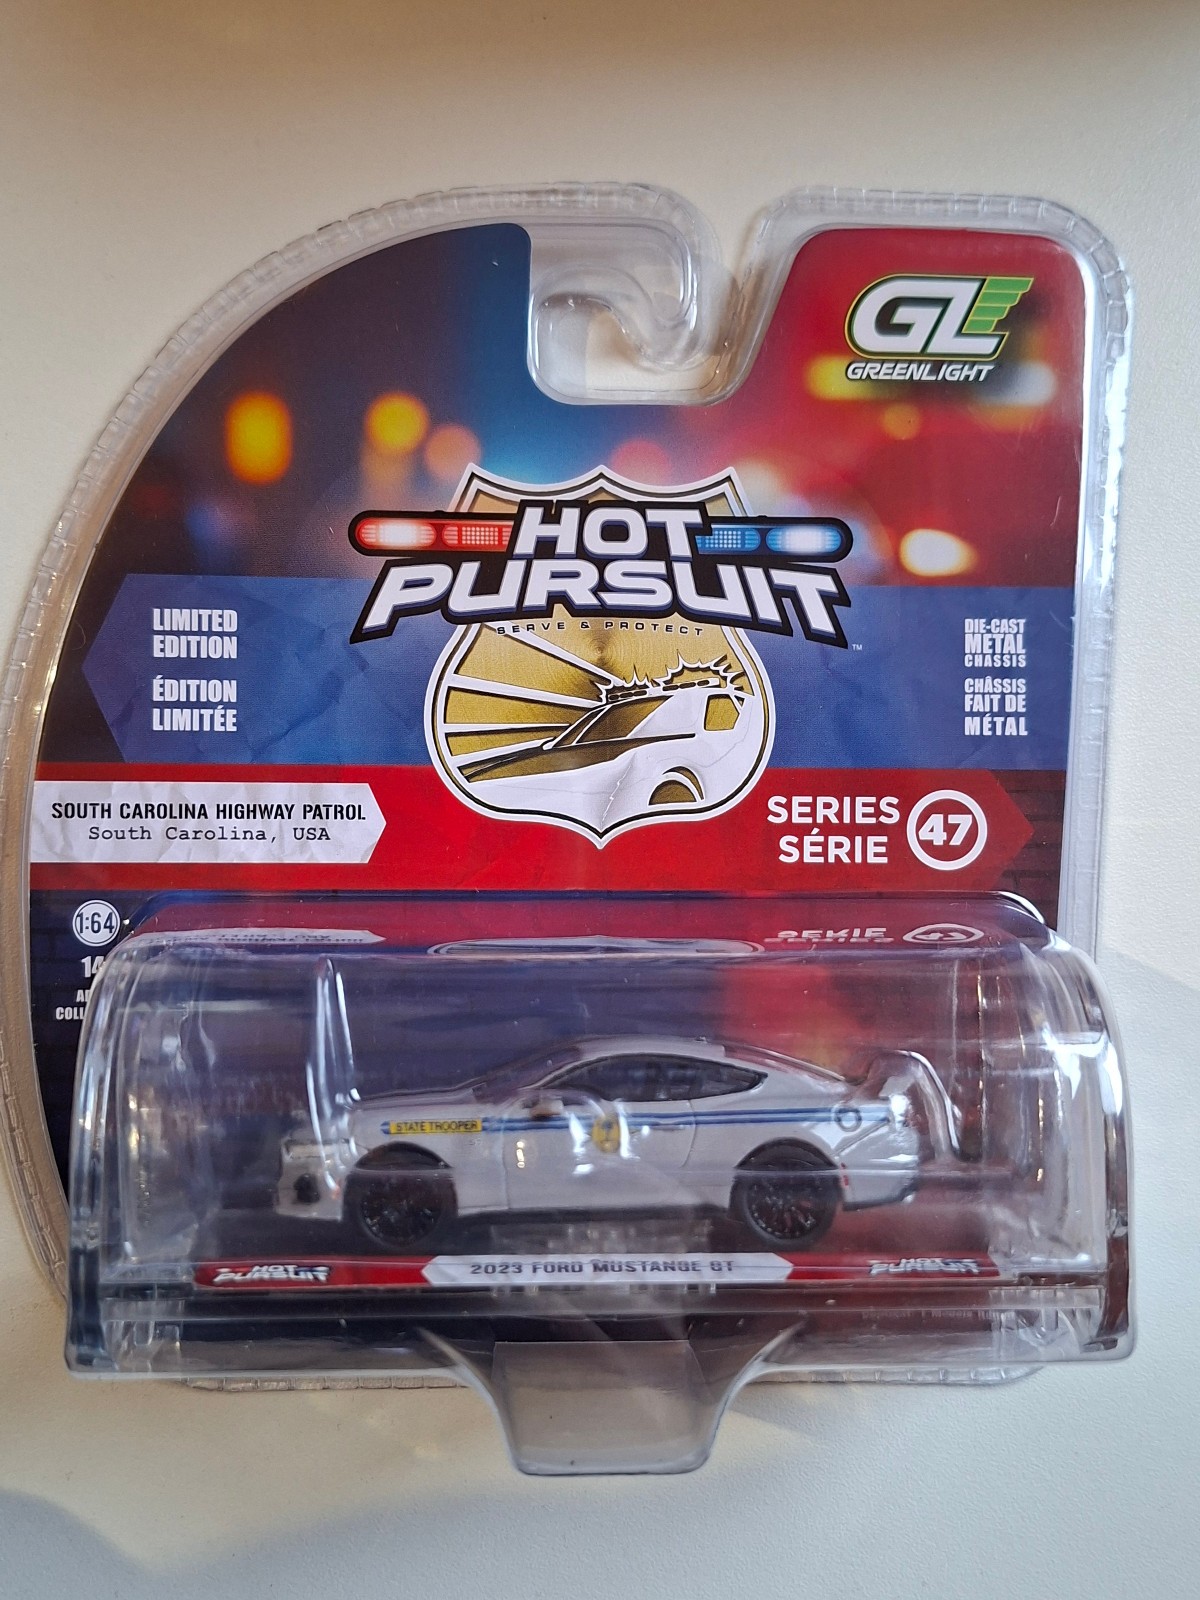 GL
GREENLIGHT
HOT
PURSUIT
TM
SERVE & PROTECT
LIMITED
EDITION
ÉDITION
LIMITÉE
DIE-CAST
METAL
CHASSIS
CHÂSSIS
FAIT DE
MÉTAL
SOUTH CAROLINA HIGHWAY PATROL
South Carolina, USA
SERIES
SÉRIE
47
1:64
STATE TROOPER
HOT
PURSUIT
2023 FORD MUSTANG GT
HOT
PURSUIT